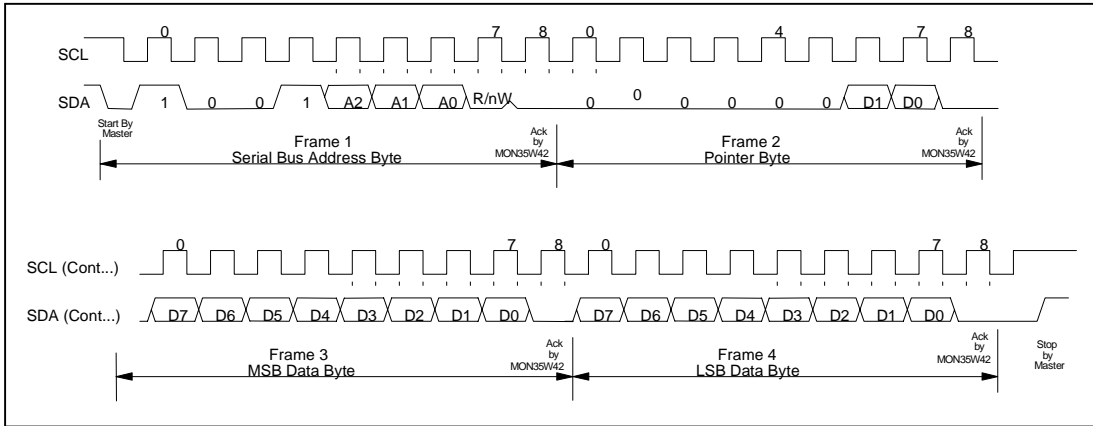 0 7 8 0 4 7 8
SCL
SDA 1 0 0 1 A2 A1 A0 R/nW 0 0 0 0 0 0 D1 D0
Start By
Master
Frame 1
Serial Bus Address Byte
Ack
by
MON35W42
Frame 2
Pointer Byte
Ack
by
MON35W42
0 7 8 0 7 8
SCL (Cont...)
SDA (Cont...) D7 D6 D5 D4 D3 D2 D1 D0 D7 D6 D5 D4 D3 D2 D1 D0
Frame 3
MSB Data Byte
Ack
by
MON35W42
Frame 4
LSB Data Byte
Ack
by
MON35W42
Stop
by
Master